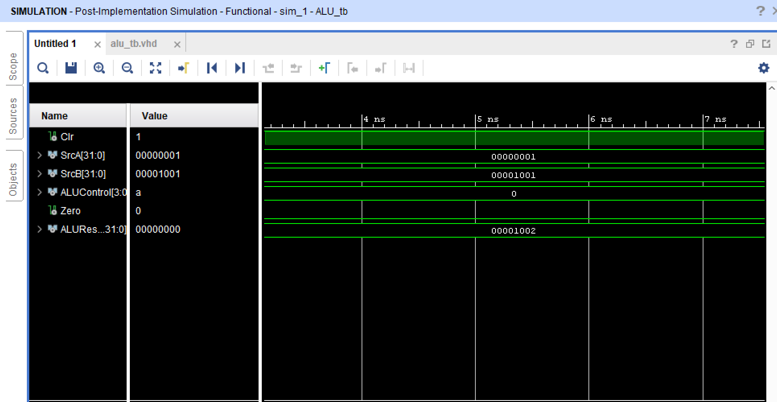 SIMULATION - Post-Implementation Simulation - Functional - sim_1 - ALU_tb
Scope
Sources
Objects
Untitled 1
alu_tb.vhd
Name Value
4 ns 5 ns 6 ns 7 ns
Clr 1
SrcA[31:0] 00000001 00000001
SrcB[31:0] 00001001 00001001
ALUControl[3:0 a 0
Zero 0
ALURes...31:0] 00000000 00001002